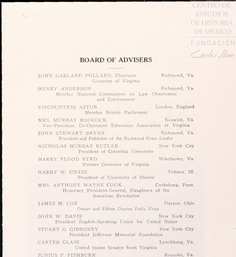 CENTRO DE
ESTUDIOS
DE HISTORIA
DE MEXICO
FUNDACIÓN
BOARD OF ADVISERS
JOHN GARLAND POLLARD, Chairman Richmond, Va.
Governor of Virginia
HENRY ANDERSON Richmond, Va.
Member National Commission on Law Observance
and Enforcement
VISCOUNTESS ASTOR London, England
Member British Parliament
MRS. MURRAY BOOCOCK Keswick, Va.
Vice-President, Co-Operative Education Association of Virginia
JOHN STEWART BRYAN Richmond, Va.
President and Publisher of the Richmond News Leader
NICHOLAS MURRAY BUTLER New York City
President of Columbia University
HARRY FLOOD BYRD Winchester, Va.
Former Governor of Virginia
HARRY W. CHASE Urbana, Ill.
President of University of Illinois
MRS. ANTHONY WAYNE COOK Cooksburg, Penn.
Honorary President General, Daughters of the
American Revolution
JAMES M. COX Dayton, Ohio
Owner and Editor Dayton Daily News
JOHN W. DAVIS New York City
President English-Speaking Union for United States
STUART G. GIBBONEY New York City
President Jefferson Memorial Foundation
CARTER GLASS Lynchburg, Va.
United States Senator from Virginia
JUNIUS P. FISHBURN Roanoke, Va.